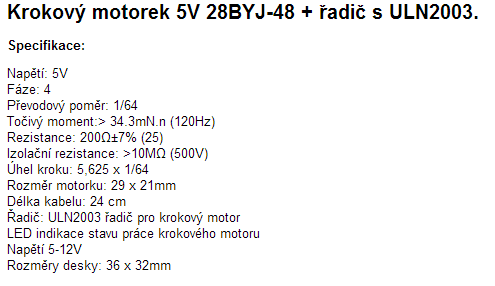 Krokový motorek 5V 28BYJ-48 + řadič s ULN2003.
Specifikace:
Napětí: 5V
Fáze: 4
Převodový poměr: 1/64
Točivý moment:> 34.3mN.n (120Hz)
Rezistance: 200Ω±7% (25)
Izolační rezistance: >10MΩ (500V)
Úhel kroku: 5,625 x 1/64
Rozměr motorku: 29 x 21mm
Délka kabelu: 24 cm
Řadič: ULN2003 řadič pro krokový motor
LED indikace stavu práce krokového motoru
Napětí 5-12V
Rozměry desky: 36 x 32mm